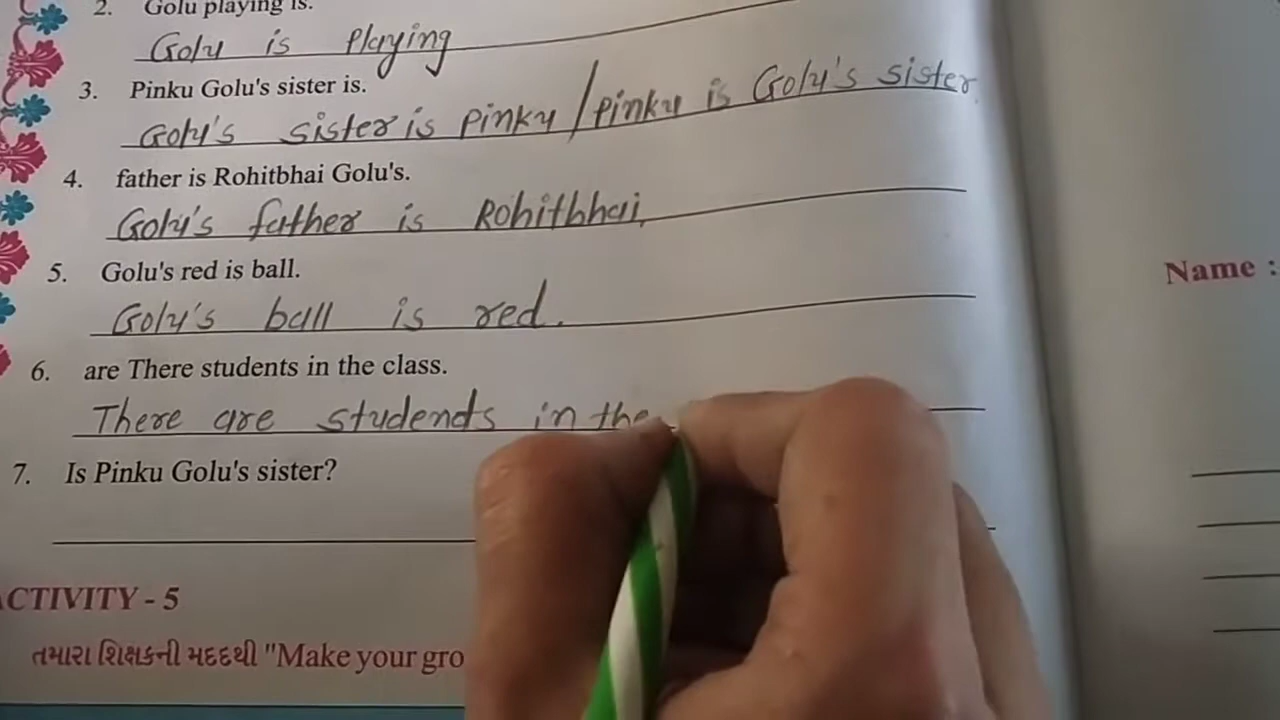 2. Golu playing is.
Golu is Playing
3. Pinku Golu's sister is.
Golu's sister is Pinky / Pinky is Golu's sister
4. father is Rohitbhai Golu's.
Golu's father is Rohitbhai.
5. Golu's red is ball.
Golu's ball is red.
6. are There students in the class.
There are studends in the
7. Is Pinku Golu's sister?
ACTIVITY - 5
તમારા શિક્ષકની મદદથી "Make your gro
Name :